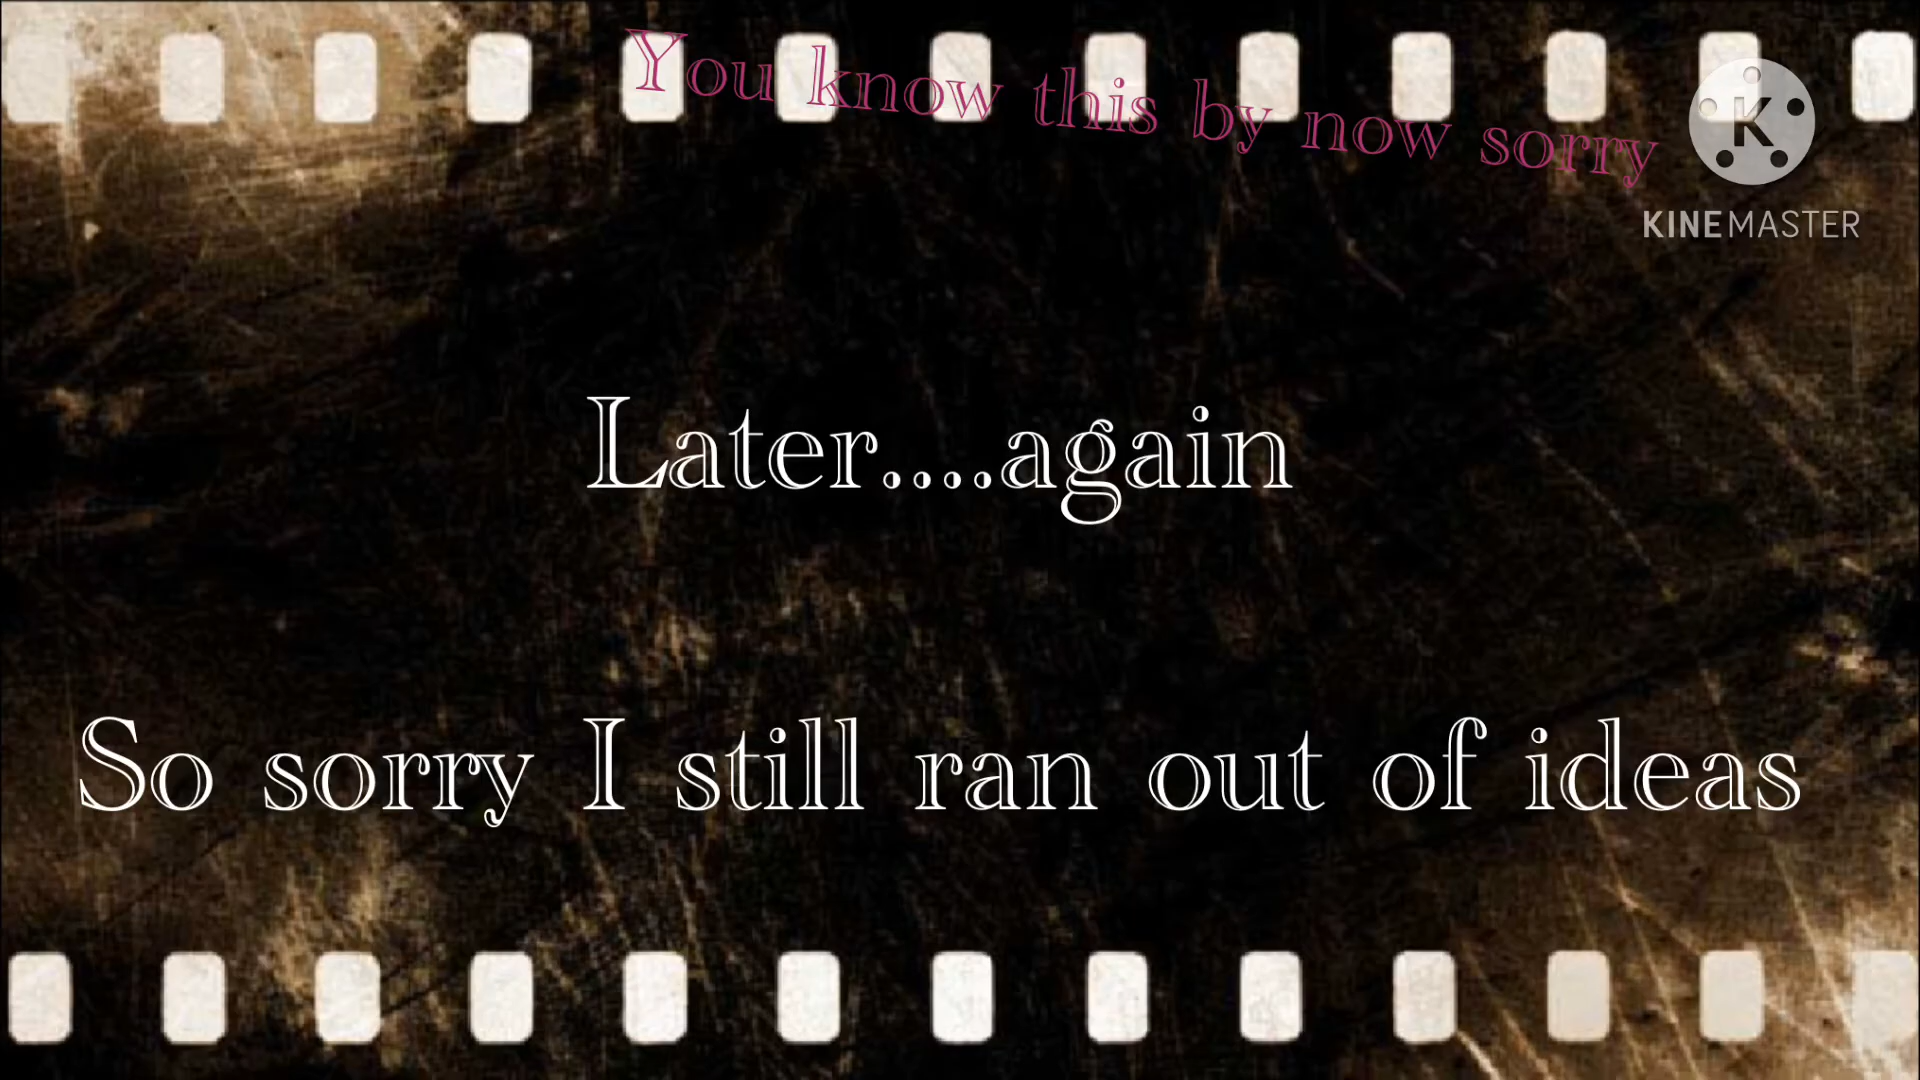 You know this by now sorry
K
KINEMASTER
Later....again
So sorry I still ran out of ideas